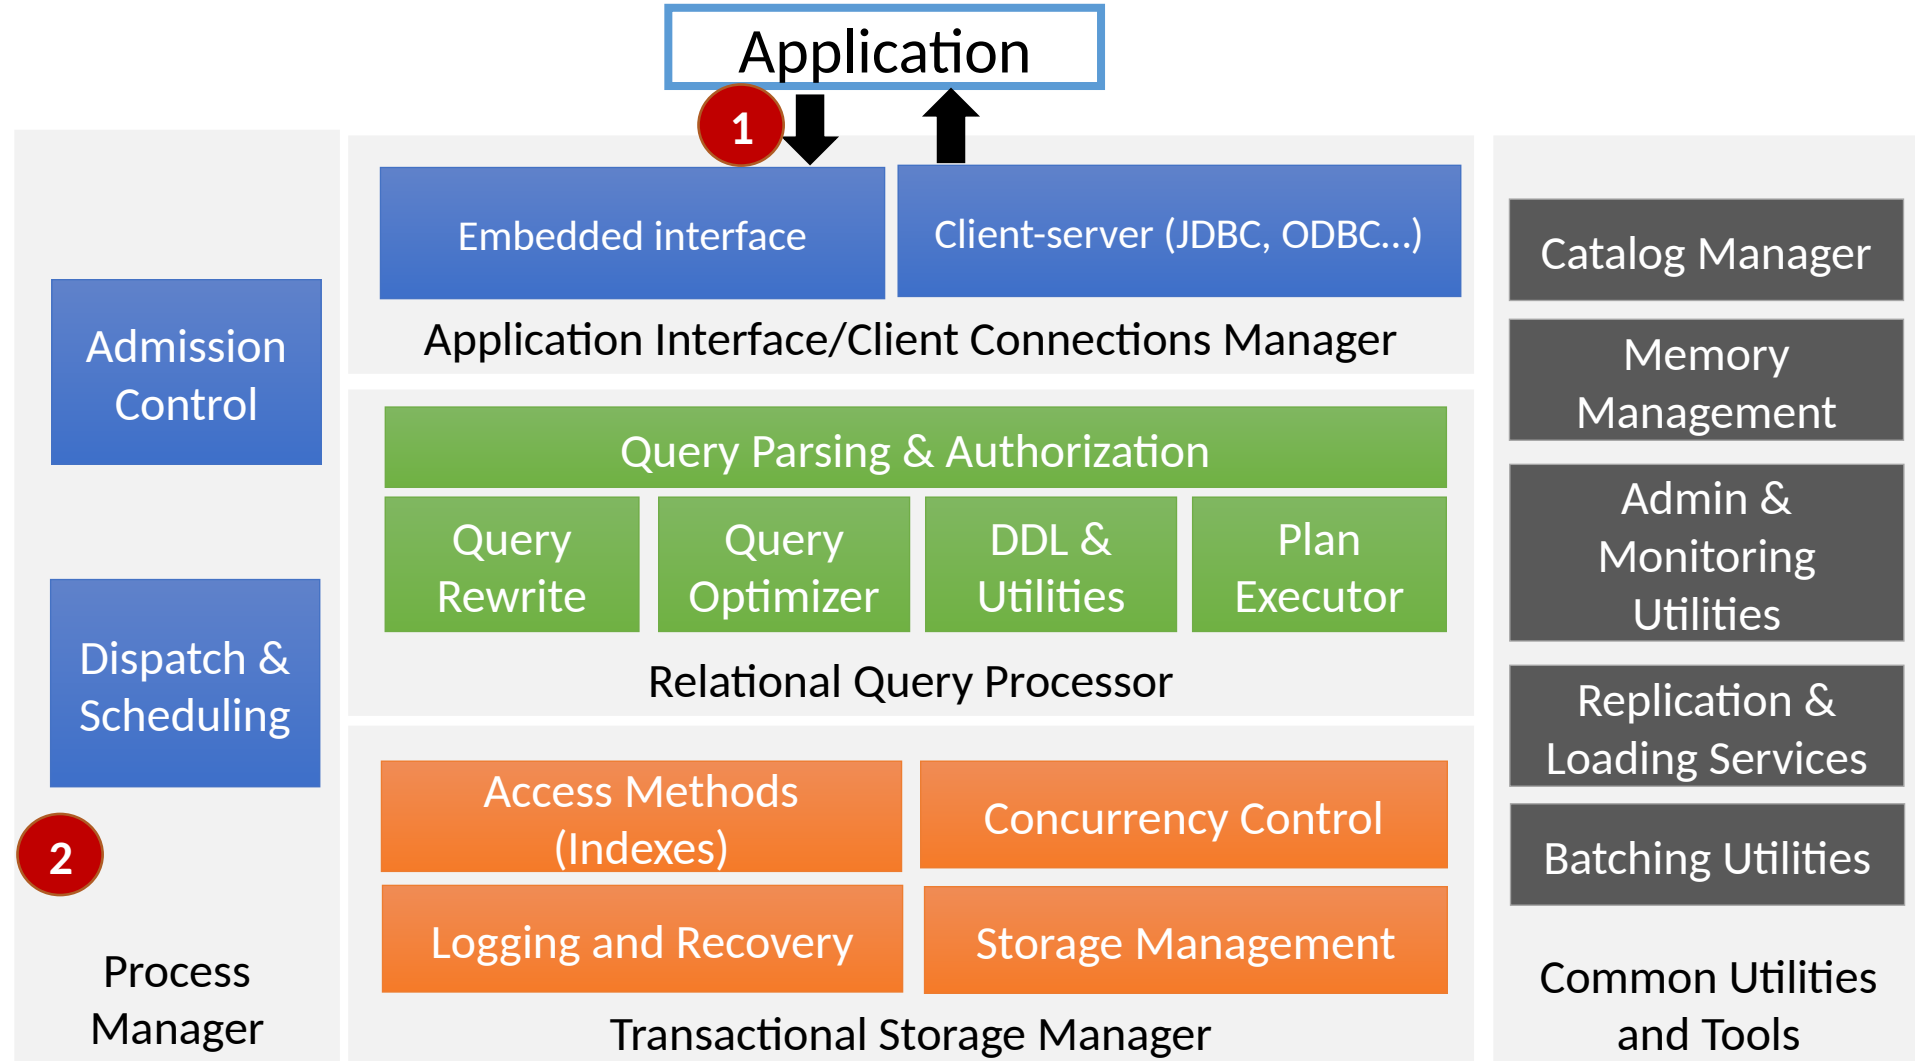 Application
1
Embedded interface
Client-server (JDBC, ODBC...)
Application Interface/Client Connections Manager
Admission
Control
Dispatch &
Scheduling
2
Process
Manager
Query Parsing & Authorization
Query
Rewrite
Query
Optimizer
DDL &
Utilities
Plan
Executor
Relational Query Processor
Access Methods
(Indexes)
Concurrency Control
Logging and Recovery
Storage Management
Transactional Storage Manager
Catalog Manager
Memory
Management
Admin &
Monitoring
Utilities
Replication &
Loading Services
Batching Utilities
Common Utilities
and Tools